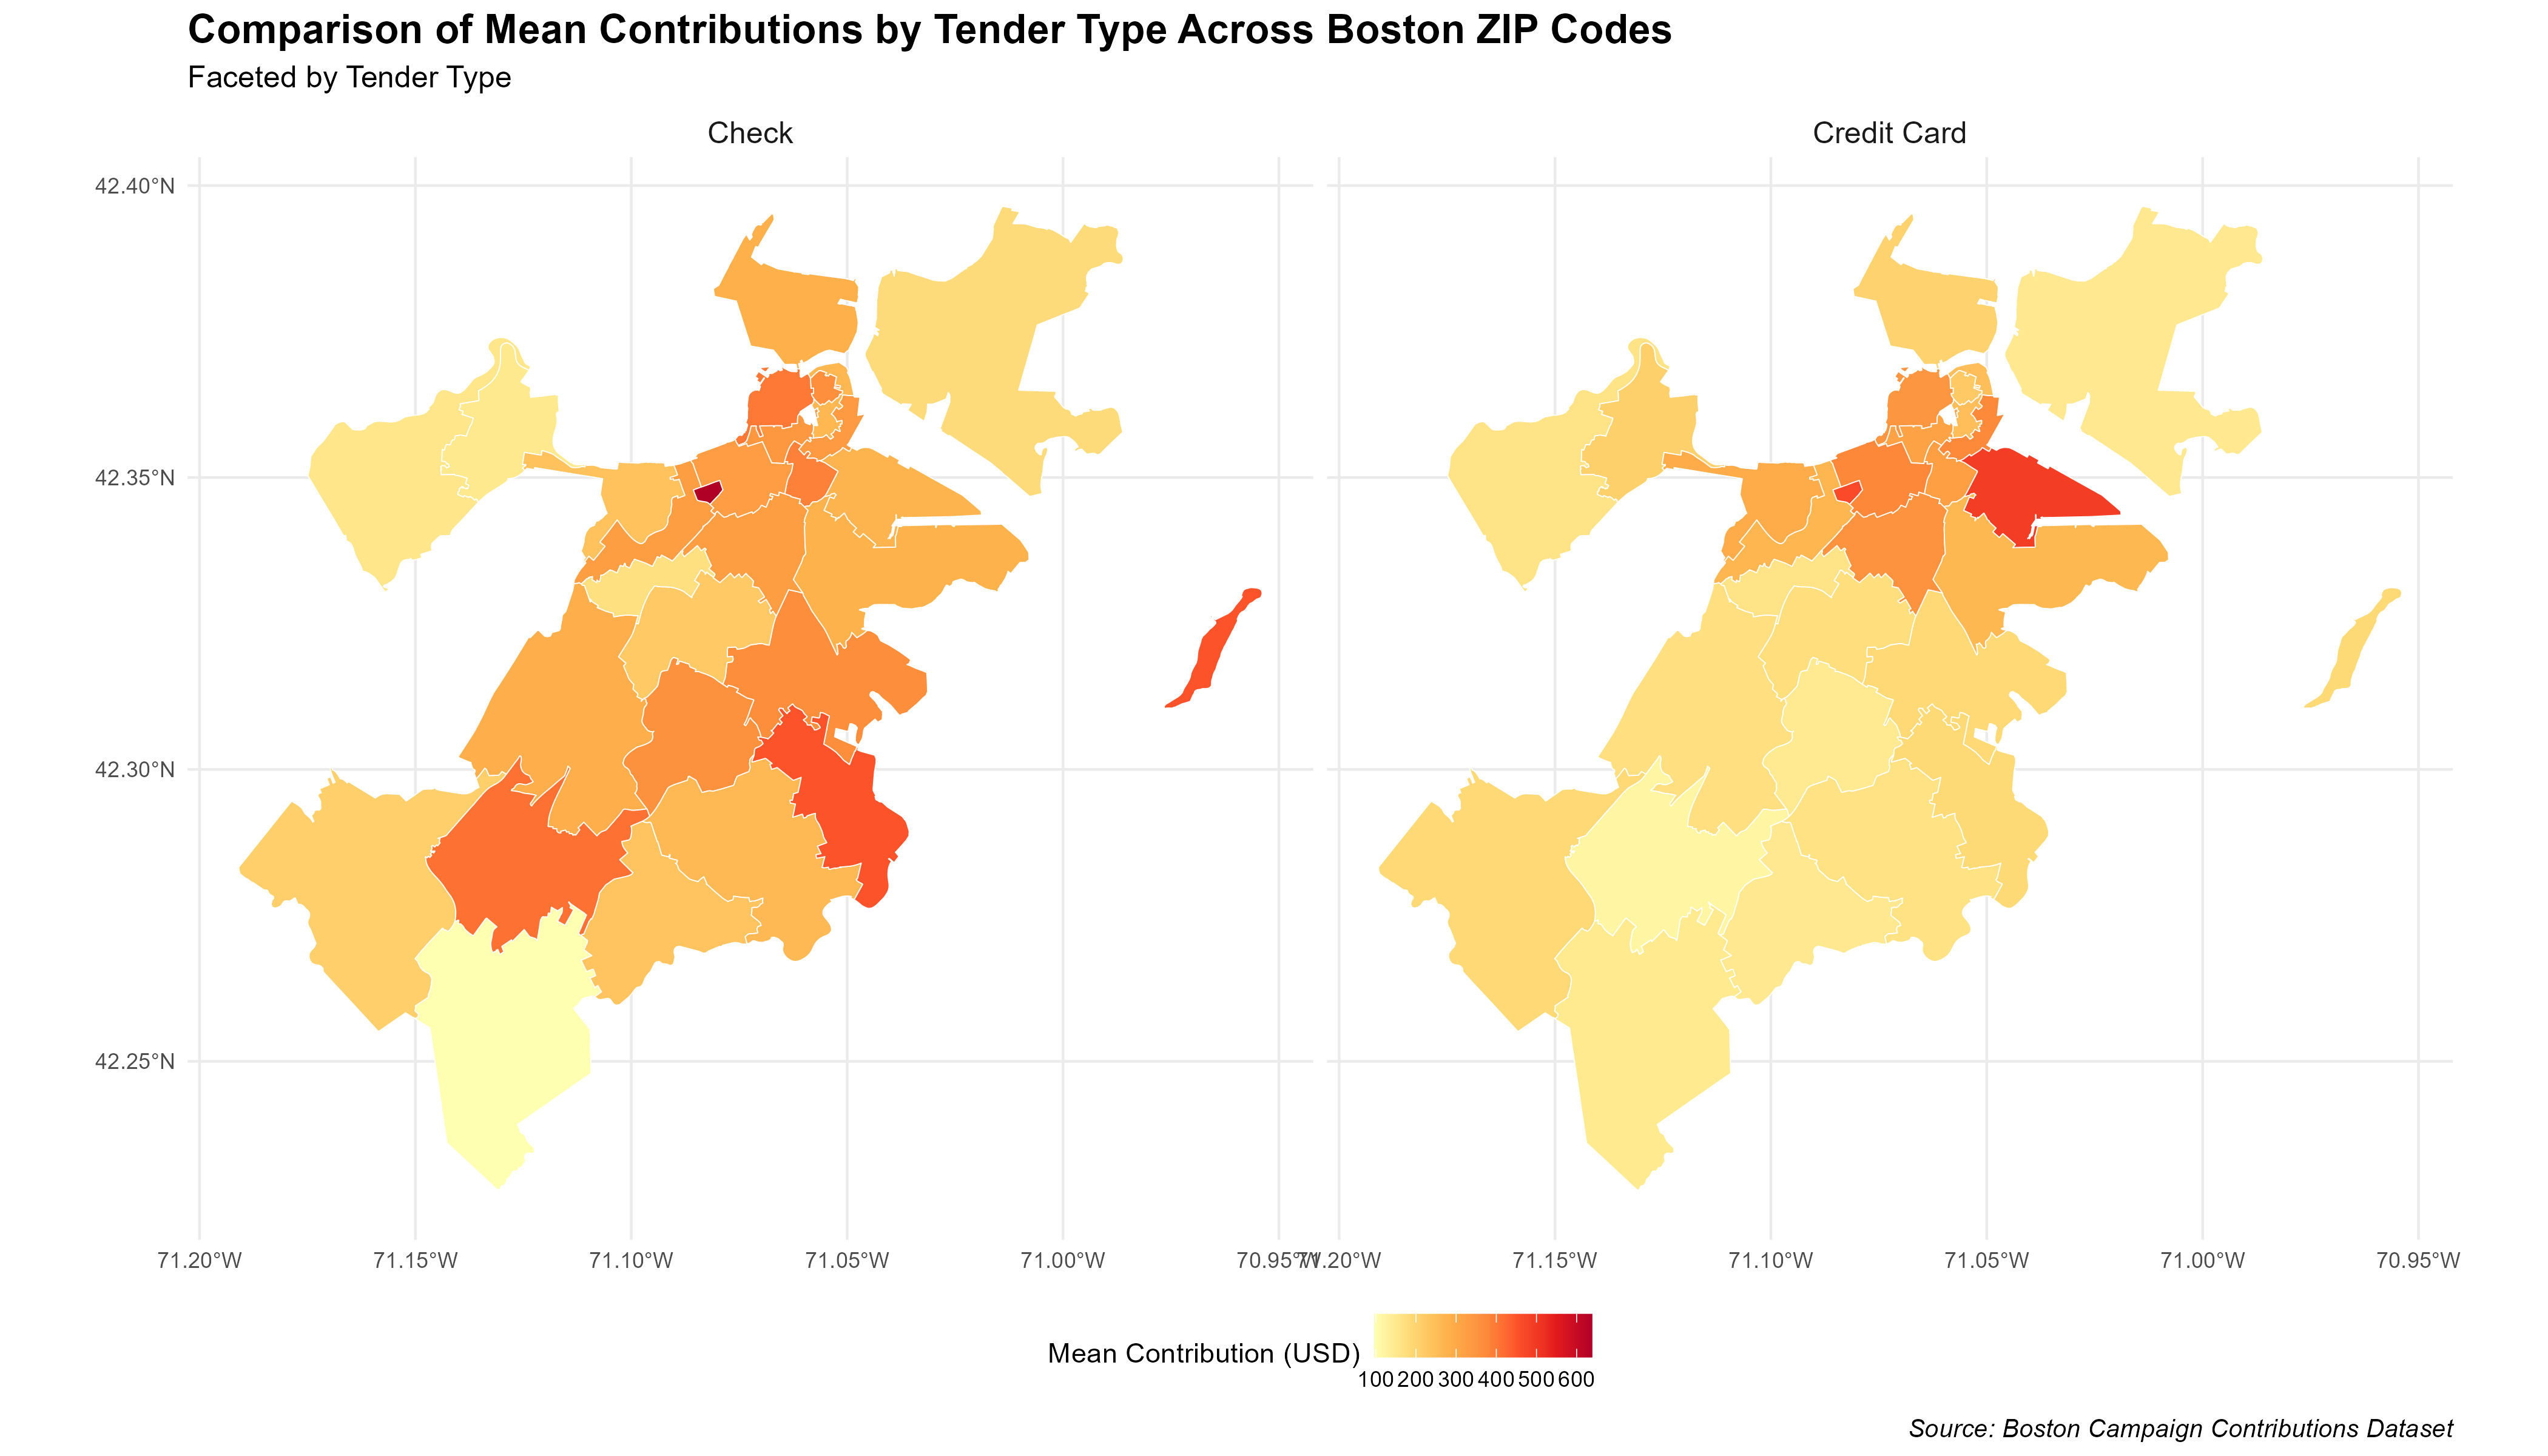 Comparison of Mean Contributions by Tender Type Across Boston ZIP Codes
Faceted by Tender Type
Check
Credit Card
42.40°N
42.35°N
42.30°N
42.25°N
71.20°W 71.15°W 71.10°W 71.05°W 71.00°W 70.95°W 71.20°W 71.15°W 71.10°W 71.05°W 71.00°W 70.95°W
Mean Contribution (USD)
100 200 300 400 500 600
Source: Boston Campaign Contributions Dataset